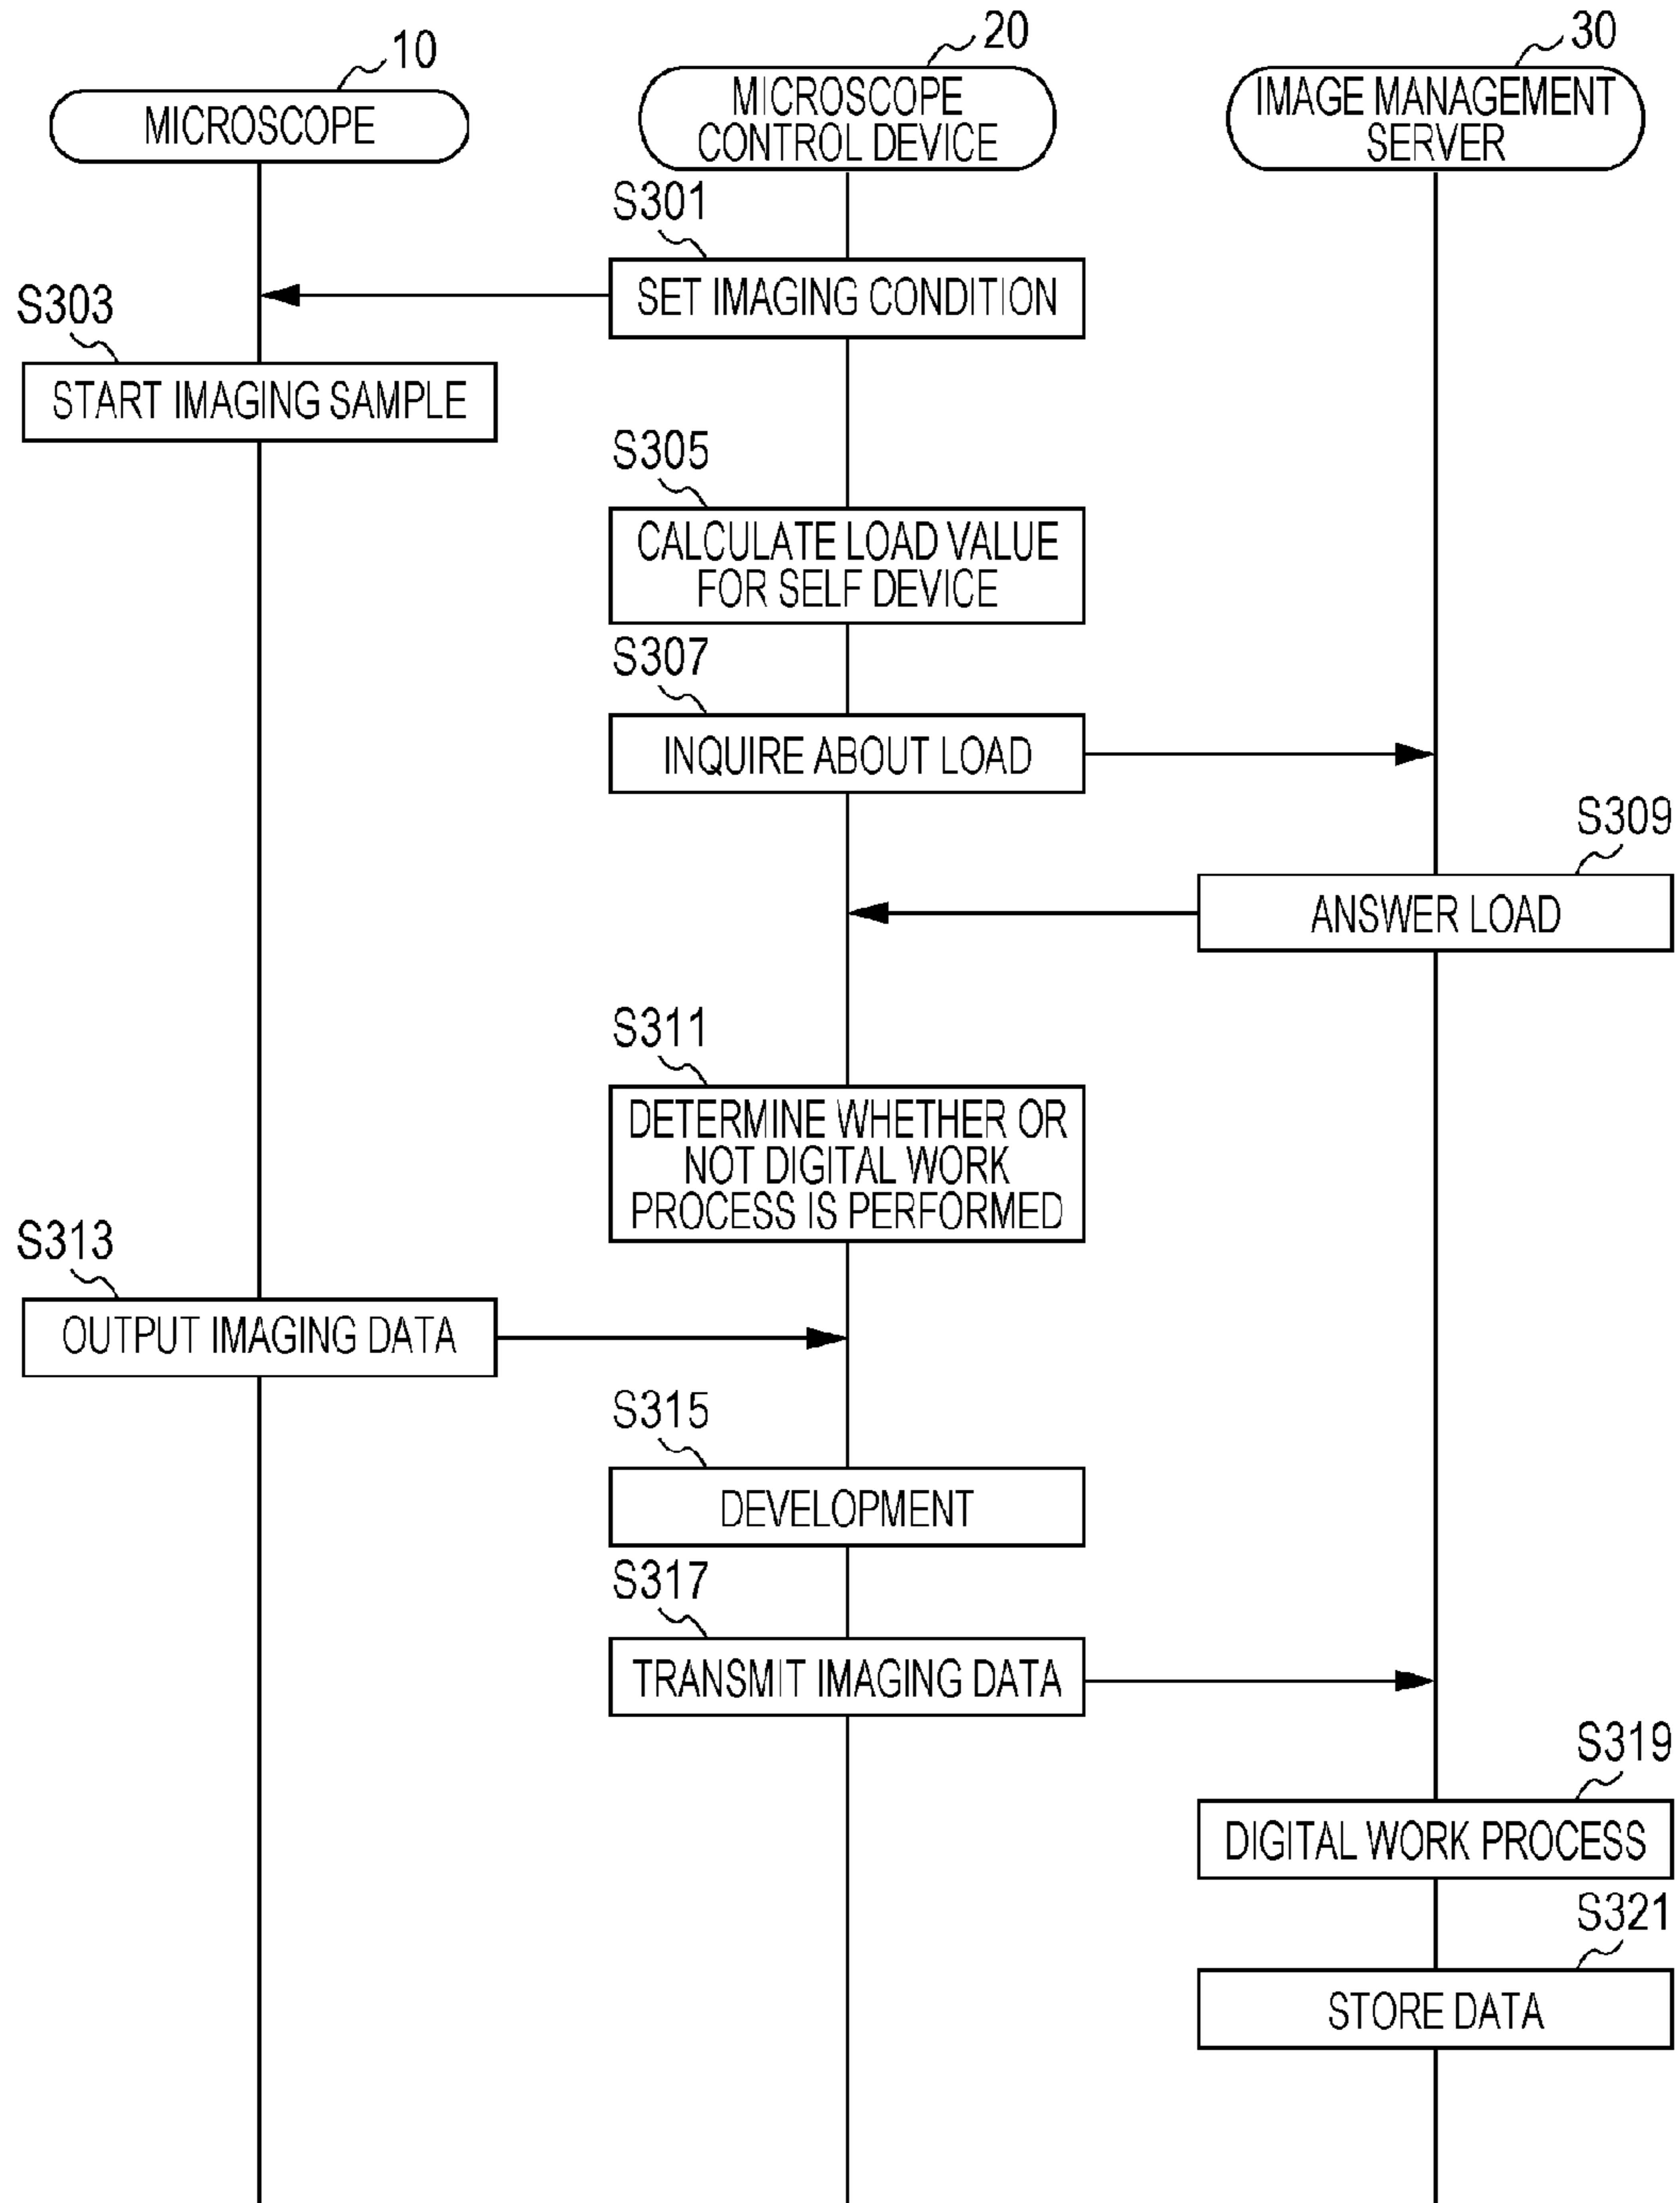 10
MICROSCOPE
20
MICROSCOPE
CONTROL DEVICE
30
IMAGE MANAGEMENT
SERVER
S301
SET IMAGING CONDITION
S303
START IMAGING SAMPLE
S305
CALCULATE LOAD VALUE
FOR SELF DEVICE
S307
INQUIRE ABOUT LOAD
S309
ANSWER LOAD
S311
DETERMINE WHETHER OR
NOT DIGITAL WORK
PROCESS IS PERFORMED
S313
OUTPUT IMAGING DATA
S315
DEVELOPMENT
S317
TRANSMIT IMAGING DATA
S319
DIGITAL WORK PROCESS
S321
STORE DATA